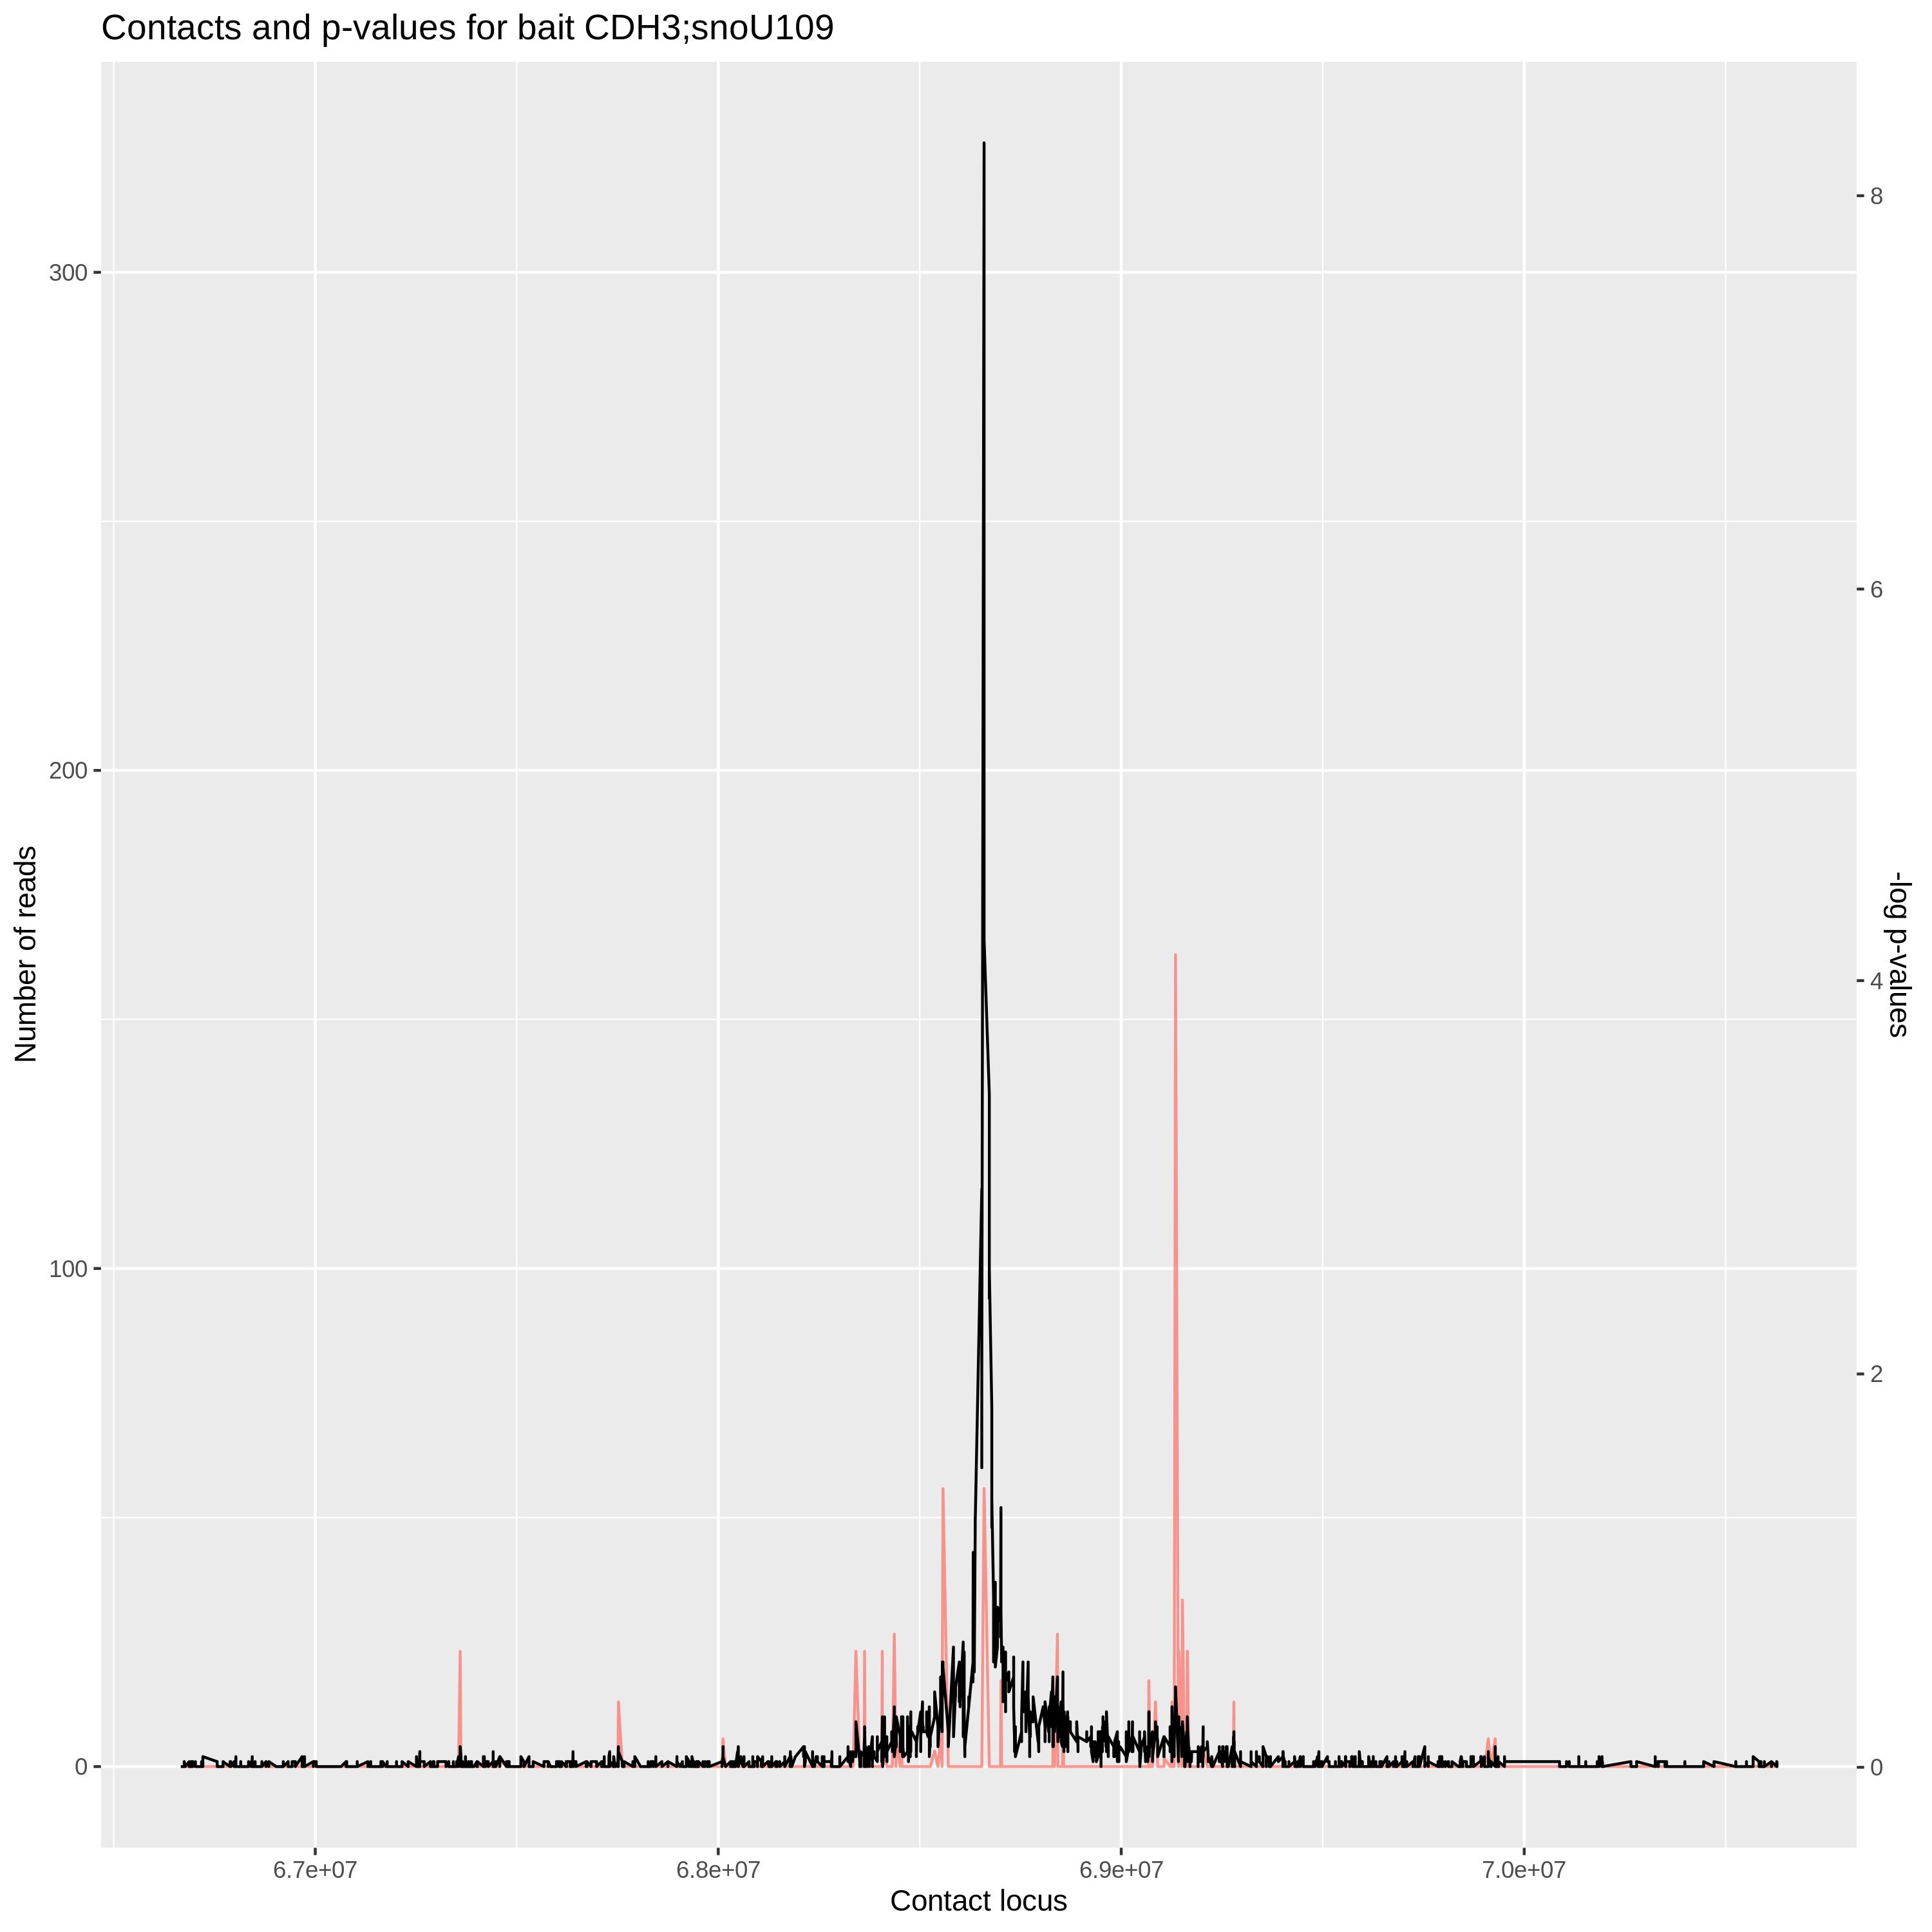 Contacts and p-values for bait CDH3;snoU109
Number of reads
300
200
100
0
8
6
4
2
0
-log p-values
6.7e+07
6.8e+07
6.9e+07
7.0e+07
Contact locus